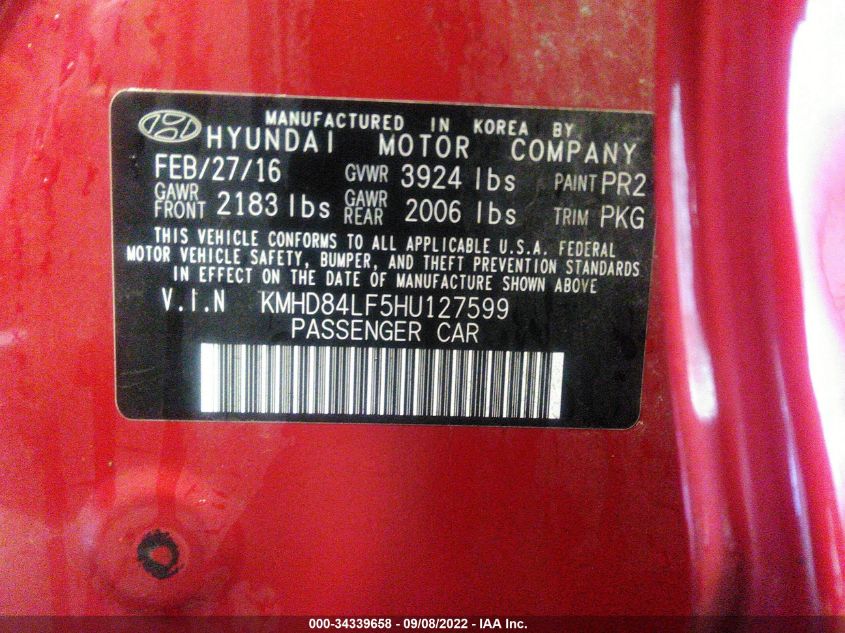 MANUFACTURED IN KOREA BY
HYUNDAI MOTOR COMPANY
FEB/27/16 GVWR 3924 lbs PAINT PR2
GAWR FRONT 2183 lbs GAWR REAR 2006 lbs TRIM PKG
THIS VEHICLE CONFORMS TO ALL APPLICABLE U.S.A. FEDERAL
MOTOR VEHICLE SAFETY, BUMPER, AND THEFT PREVENTION STANDARDS
IN EFFECT ON THE DATE OF MANUFACTURE SHOWN ABOVE
V.I.N KMHD84LF5HU127599
PASSENGER CAR
000-34339658 - 09/08/2022 - IAA Inc.